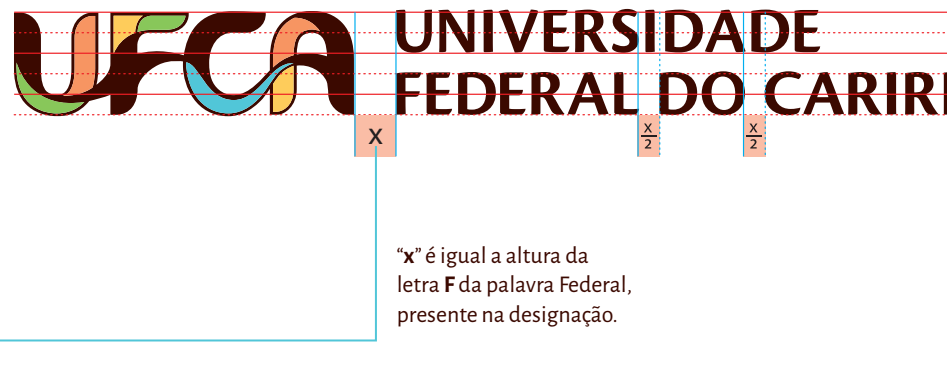 UFCA
UNIVERSIDADE
FEDERAL DO CARIRI
x
x
2
x
2
“x” é igual a altura da
letra F da palavra Federal,
presente na designação.